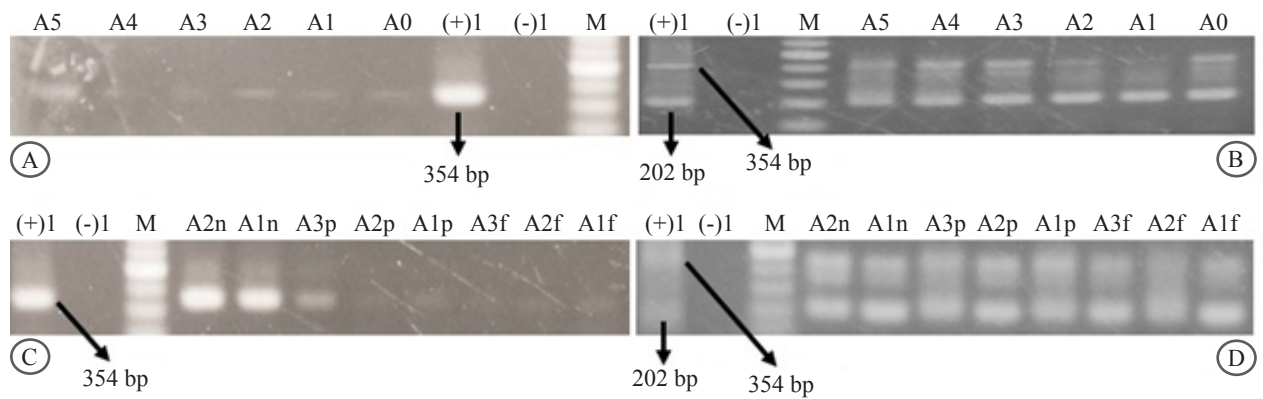 A5 A4 A3 A2 A1 A0 (+)1 (-)1 M
(+)1 (-)1 M A5 A4 A3 A2 A1 A0
354 bp
A
202 bp
354 bp
B
(+)1 (-)1 M A2n A1n A3p A2p A1p A3f A2f A1f
(+)1 (-)1 M A2n A1n A3p A2p A1p A3f A2f A1f
C
354 bp
202 bp
354 bp
D